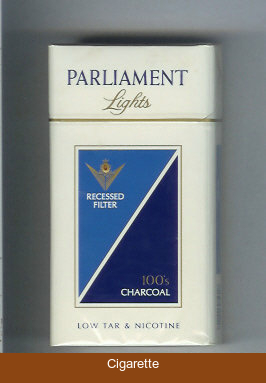 PARLIAMENT
Lights
RECESSED
FILTER
100's
CHARCOAL
LOW TAR & NICOTINE
Cigarette